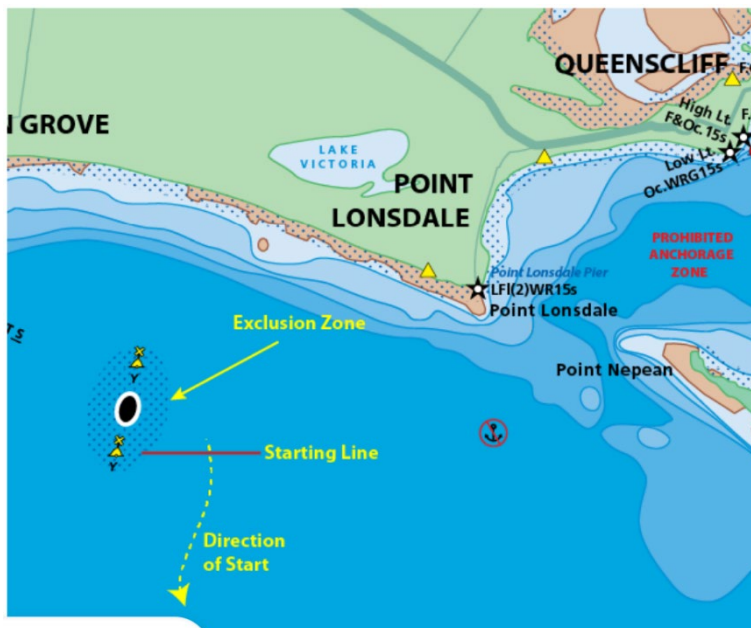 QUEENSCLIFF
High Lt.
F&Oc.15s
Low Lt.
Oc.WRG15s
GROVE
LAKE
VICTORIA
POINT
LONSDALE
PROHIBITED
ANCHORAGE
ZONE
Point Lonsdale Pier
LFl(2)WR15s
Point Lonsdale
Exclusion Zone
Point Nepean
Y
Y
Starting Line
Direction
of Start